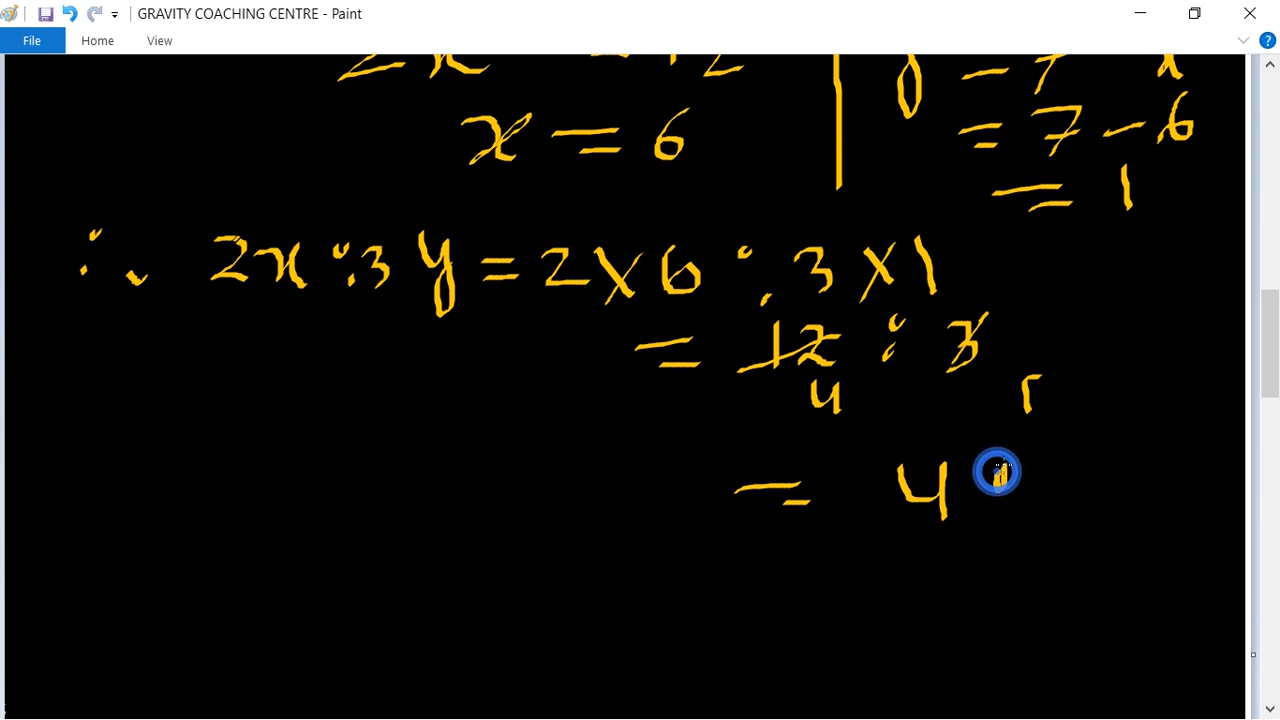 GRAVITY COACHING CENTRE - Paint
File Home View
x = 6
= 7 - 6
= 1
∴ 2x : 3y = 2 × 6 : 3 × 1
= 12 : 3
4
= 4